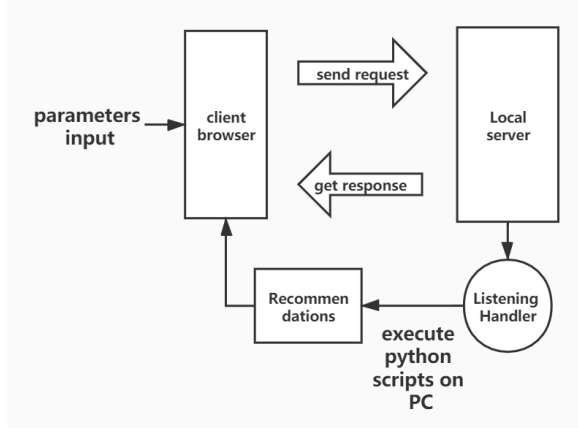 parameters
input
client
browser
send request
get response
Local
server
Recommen
dations
Listening
Handler
execute
python
scripts on
PC